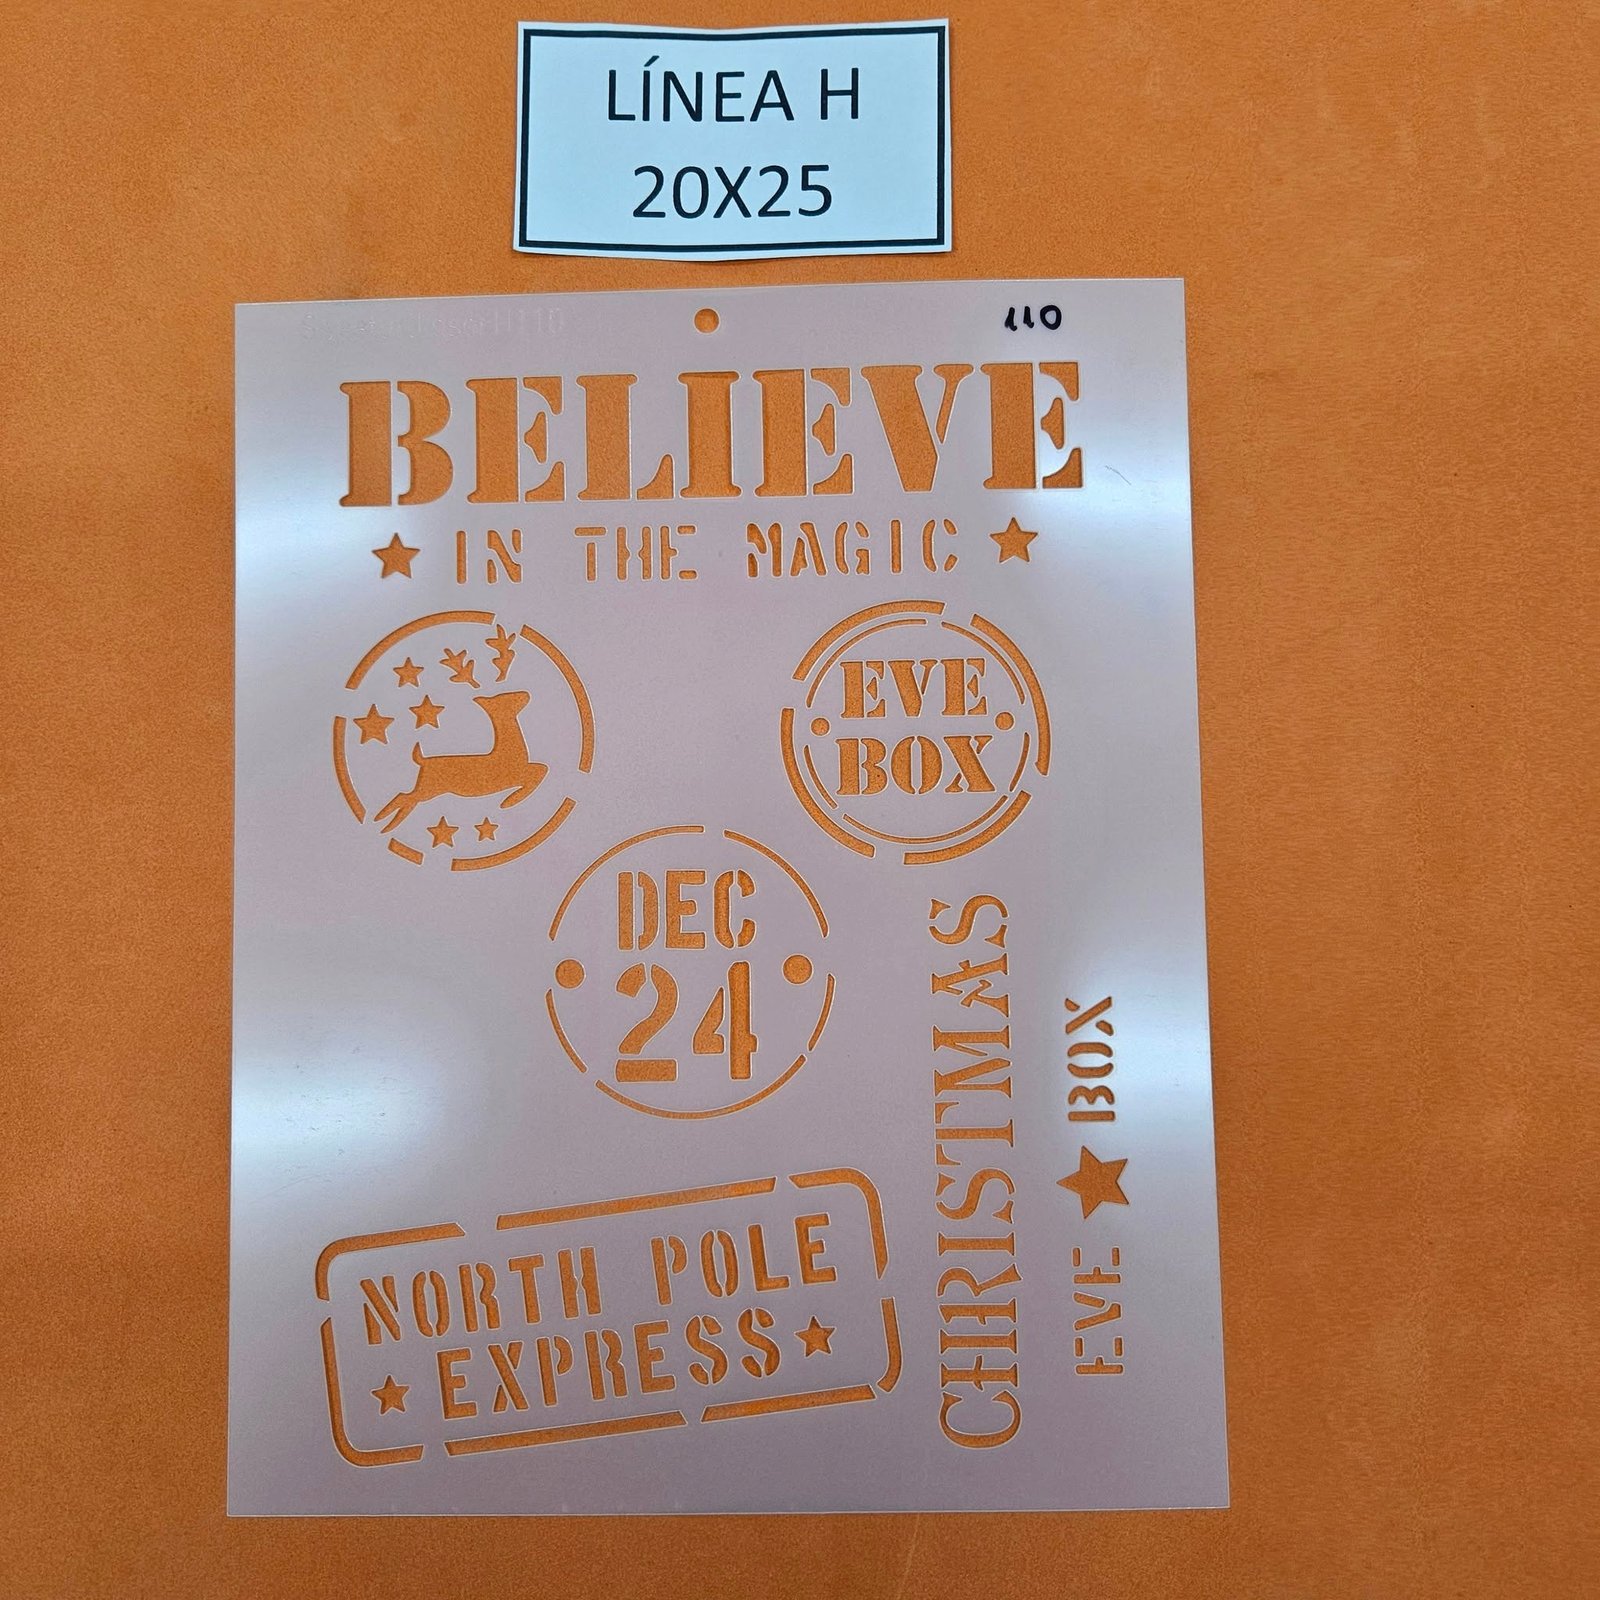 LÍNEA H
20X25
110
BELIEVE
IN THE MAGIC
EVE
BOX
DEC
24
CHRISTMAS
EVE BOX
NORTH POLE
EXPRESS